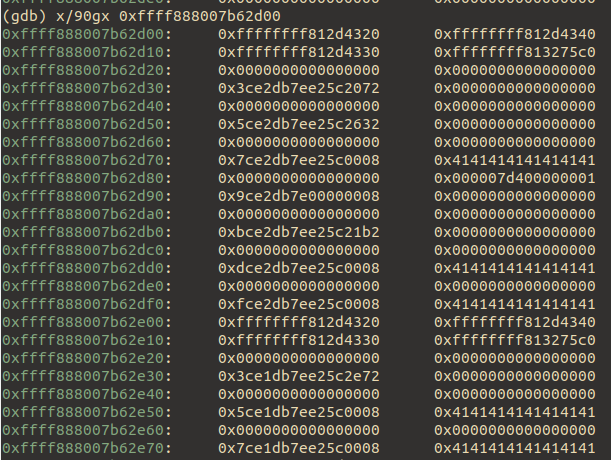 (gdb) x/90gx 0xffff888007b62d00
0xffff888007b62d00: 0xffffffff812d4320 0xffffffff812d4340
0xffff888007b62d10: 0xffffffff812d4330 0xffffffff813275c0
0xffff888007b62d20: 0x0000000000000000 0x0000000000000000
0xffff888007b62d30: 0x3ce2db7ee25c2072 0x0000000000000000
0xffff888007b62d40: 0x0000000000000000 0x0000000000000000
0xffff888007b62d50: 0x5ce2db7ee25c2632 0x0000000000000000
0xffff888007b62d60: 0x0000000000000000 0x0000000000000000
0xffff888007b62d70: 0x7ce2db7ee25c0008 0x4141414141414141
0xffff888007b62d80: 0x0000000000000000 0x000007d400000001
0xffff888007b62d90: 0x9ce2db7e00000008 0x0000000000000000
0xffff888007b62da0: 0x0000000000000000 0x0000000000000000
0xffff888007b62db0: 0xbce2db7ee25c21b2 0x0000000000000000
0xffff888007b62dc0: 0x0000000000000000 0x0000000000000000
0xffff888007b62dd0: 0xdce2db7ee25c0008 0x4141414141414141
0xffff888007b62de0: 0x0000000000000000 0x0000000000000000
0xffff888007b62df0: 0xfce2db7ee25c0008 0x4141414141414141
0xffff888007b62e00: 0xffffffff812d4320 0xffffffff812d4340
0xffff888007b62e10: 0xffffffff812d4330 0xffffffff813275c0
0xffff888007b62e20: 0x0000000000000000 0x0000000000000000
0xffff888007b62e30: 0x3ce1db7ee25c2e72 0x0000000000000000
0xffff888007b62e40: 0x0000000000000000 0x0000000000000000
0xffff888007b62e50: 0x5ce1db7ee25c0008 0x4141414141414141
0xffff888007b62e60: 0x0000000000000000 0x0000000000000000
0xffff888007b62e70: 0x7ce1db7ee25c0008 0x4141414141414141